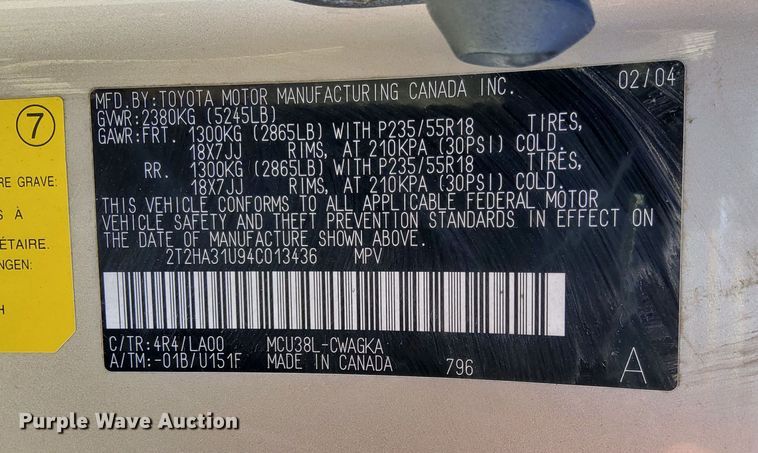 7
RE GRAVE:
S À
ÉTAIRE.
NGEN:
H
MFD.BY:TOYOTA MOTOR MANUFACTURING CANADA INC. 02/04
GVWR:2380KG (5245LB)
GAWR:FRT. 1300KG (2865LB) WITH P235/55R18 TIRES,
18X7JJ RIMS, AT 210KPA (30PSI) COLD.
RR. 1300KG (2865LB) WITH P235/55R18 TIRES,
18X7JJ RIMS, AT 210KPA (30PSI) COLD.
THIS VEHICLE CONFORMS TO ALL APPLICABLE FEDERAL MOTOR
VEHICLE SAFETY AND THEFT PREVENTION STANDARDS IN EFFECT ON
THE DATE OF MANUFACTURE SHOWN ABOVE.
2T2HA31U94C013436 MPV
C/TR:4R4/LA00 MCU38L-CWAGKA
A/TM:-01B/U151F MADE IN CANADA 796 A
Purple Wave Auction